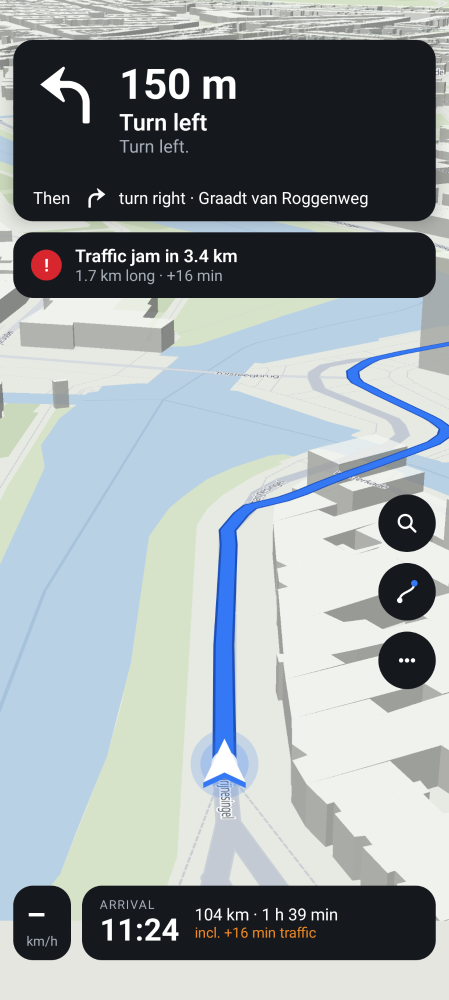 150 m
Turn left
Turn left.
Then turn right · Graadt van Roggenweg
Traffic jam in 3.4 km
1.7 km long · +16 min
–
km/h
ARRIVAL
11:24
104 km · 1 h 39 min
incl. +16 min traffic